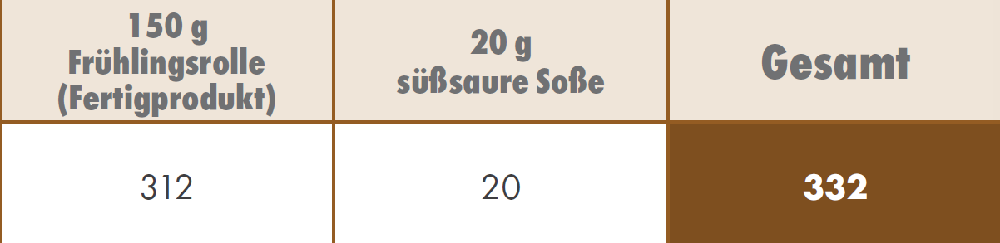 150 g
Frühlingsrolle
(Fertigprodukt)
20 g
süßsaure Soße
Gesamt
312
20
332